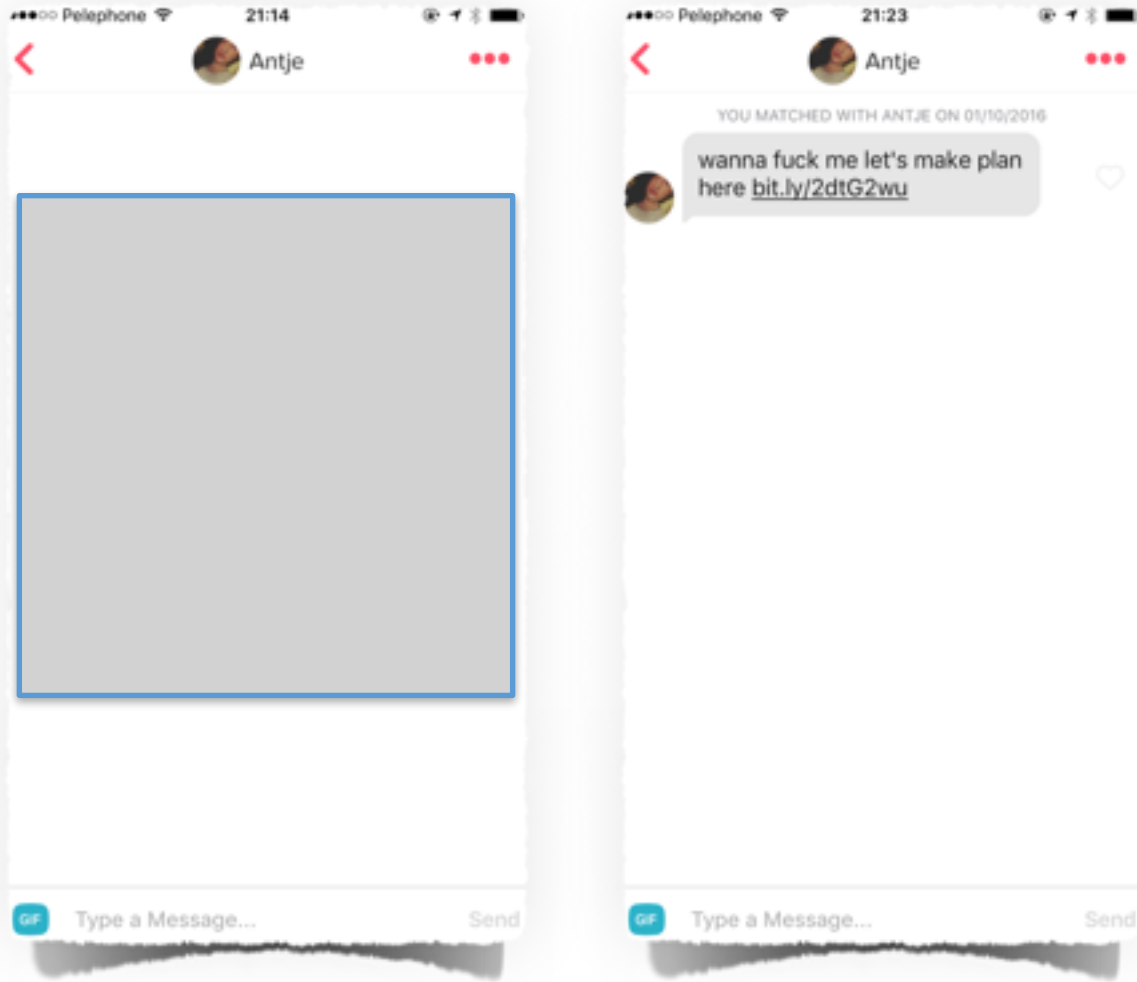 Pelephone 21:14
Antje
GIF Type a Message... Send
Pelephone 21:23
Antje
YOU MATCHED WITH ANTJE ON 01/10/2016
wanna fuck me let's make plan
here bit.ly/2dtG2wu
GIF Type a Message... Send